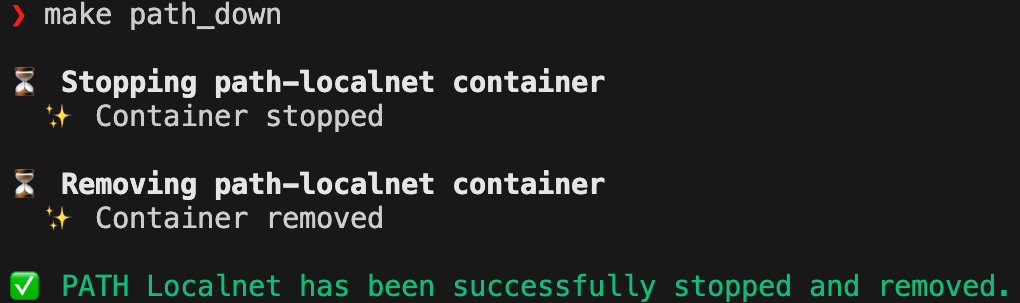 ❯ make path_down
⏳ Stopping path-localnet container
✨ Container stopped
⏳ Removing path-localnet container
✨ Container removed
✅ PATH Localnet has been successfully stopped and removed.